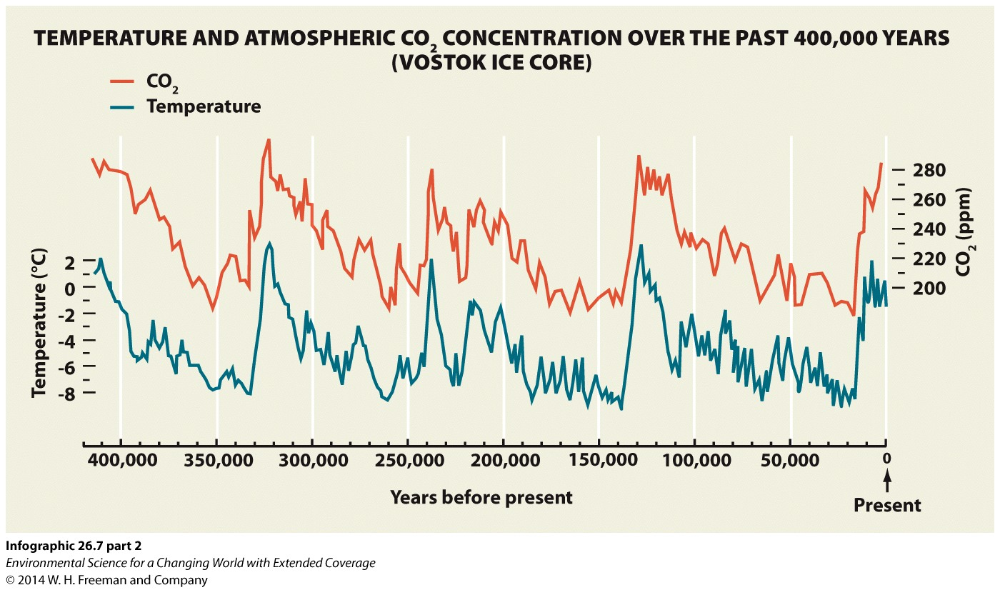 TEMPERATURE AND ATMOSPHERIC CO₂ CONCENTRATION OVER THE PAST 400,000 YEARS
(VOSTOK ICE CORE)
CO₂
Temperature
Temperature (°C)
2
0
-2
-4
-6
-8
280
260
240
220
200
CO₂ (ppm)
400,000 350,000 300,000 250,000 200,000 150,000 100,000 50,000 0
Years before present
Present
Infographic 26.7 part 2
Environmental Science for a Changing World with Extended Coverage
© 2014 W. H. Freeman and Company